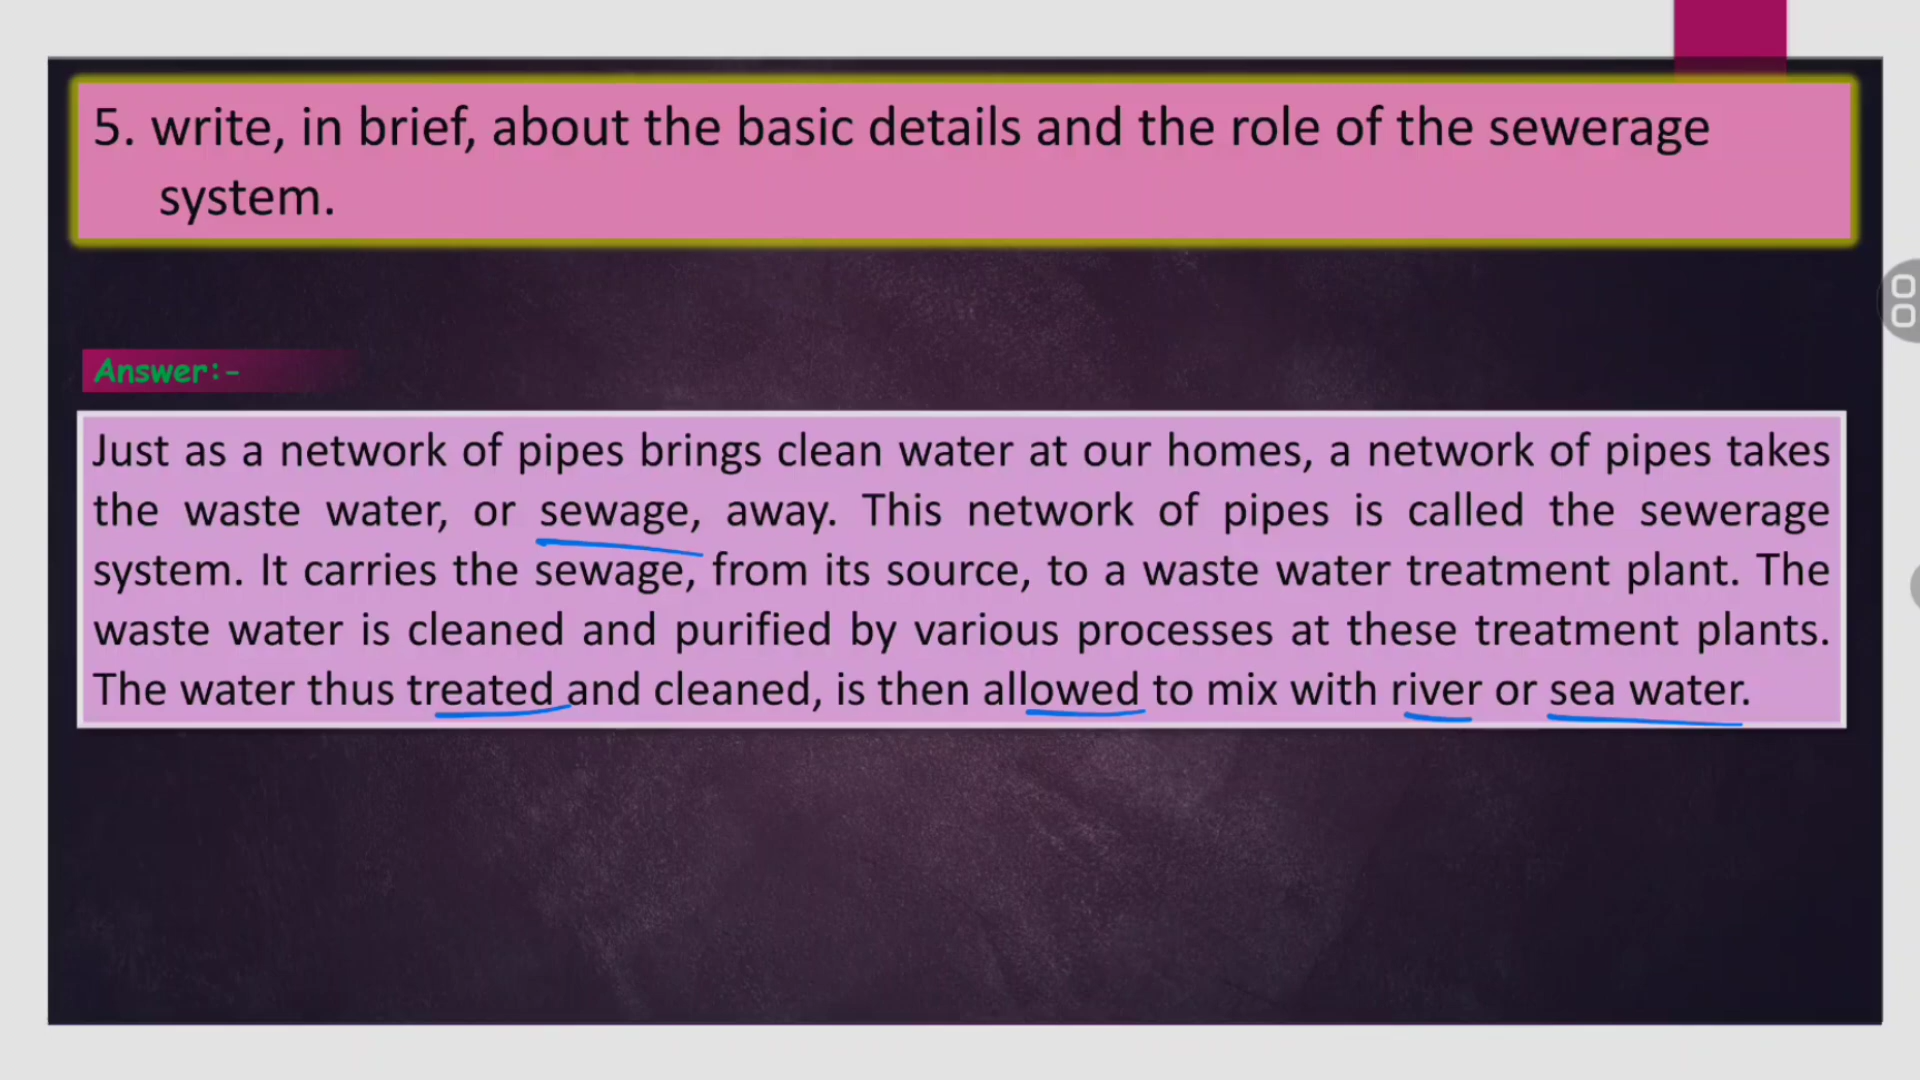 5. write, in brief, about the basic details and the role of the sewerage
system.
Answer:-
Just as a network of pipes brings clean water at our homes, a network of pipes takes
the waste water, or sewage, away. This network of pipes is called the sewerage
system. It carries the sewage, from its source, to a waste water treatment plant. The
waste water is cleaned and purified by various processes at these treatment plants.
The water thus treated and cleaned, is then allowed to mix with river or sea water.